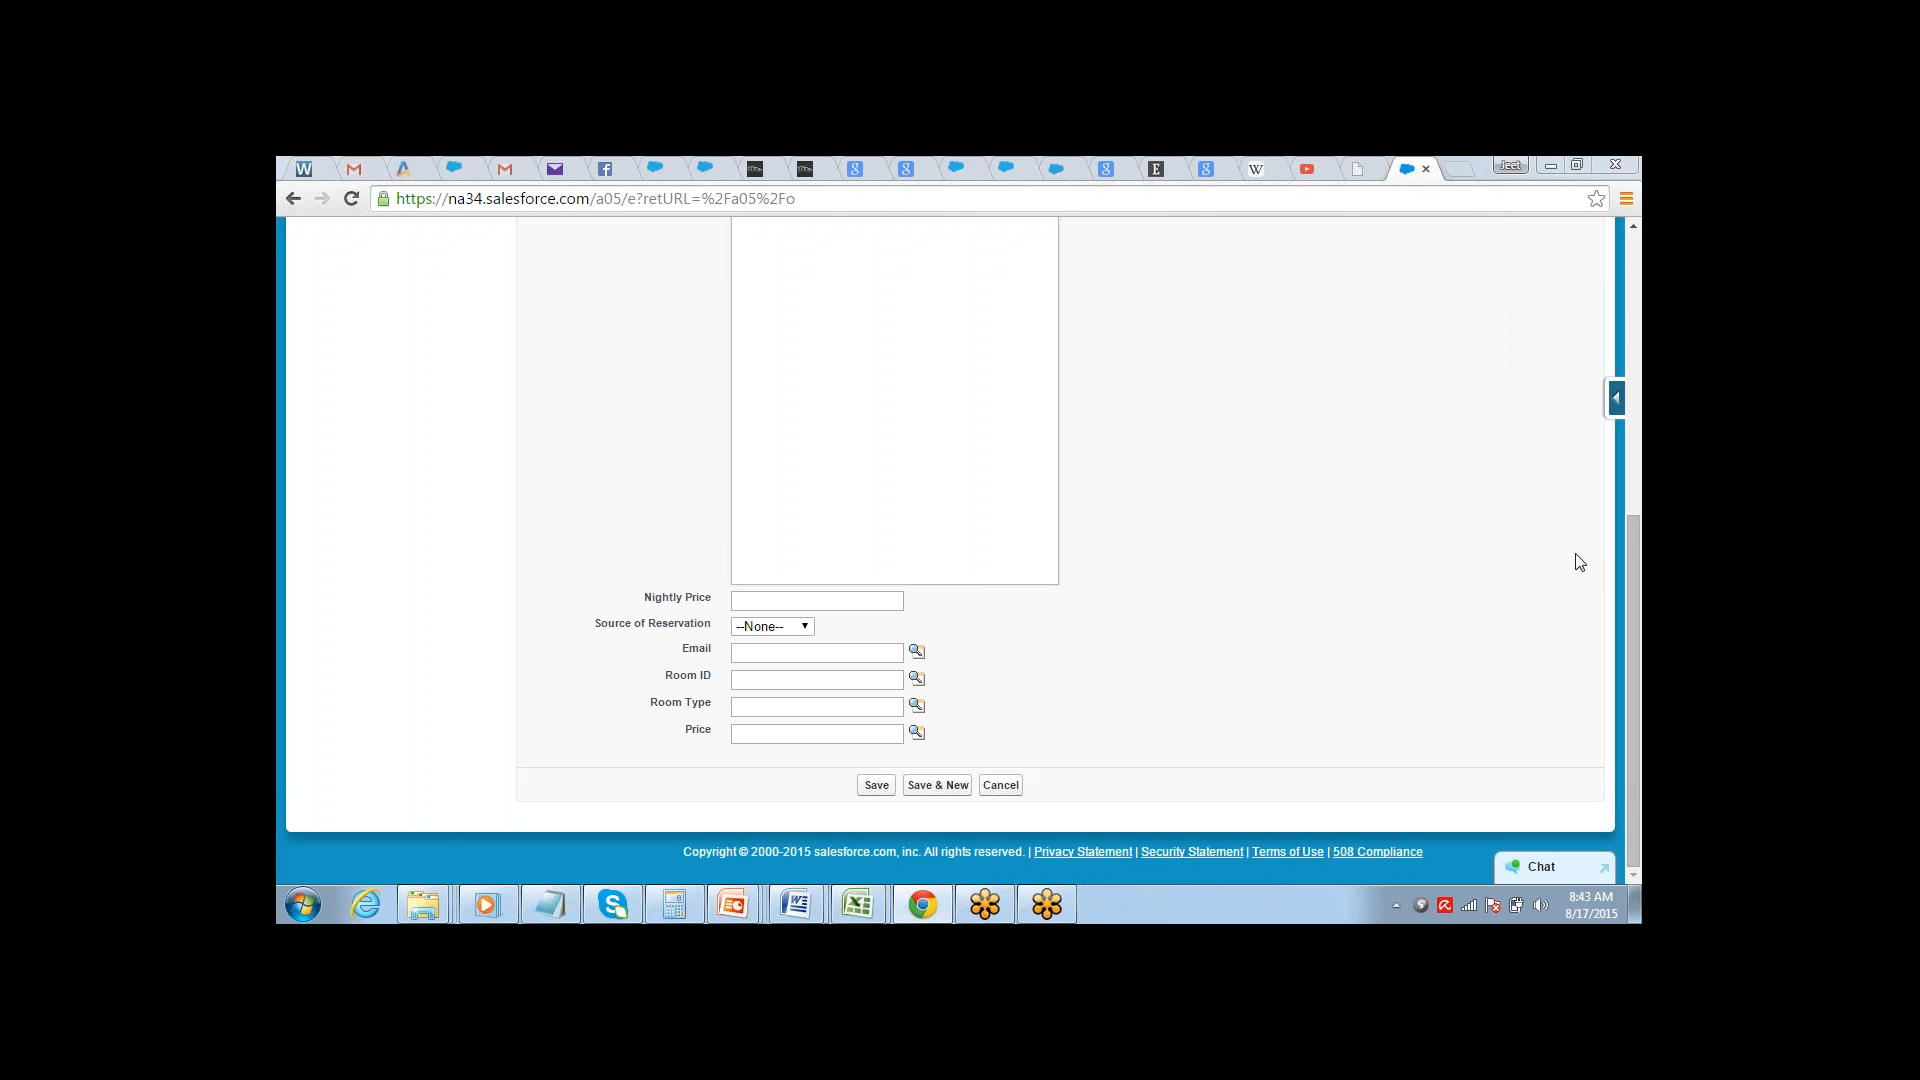 Jeet
https://na34.salesforce.com/a05/e?retURL=%2Fa05%2Fo
Nightly Price
Source of Reservation --None--
Email
Room ID
Room Type
Price
Save Save & New Cancel
Copyright © 2000-2015 salesforce.com, inc. All rights reserved. | Privacy Statement | Security Statement | Terms of Use | 508 Compliance
Chat
8:43 AM
8/17/2015